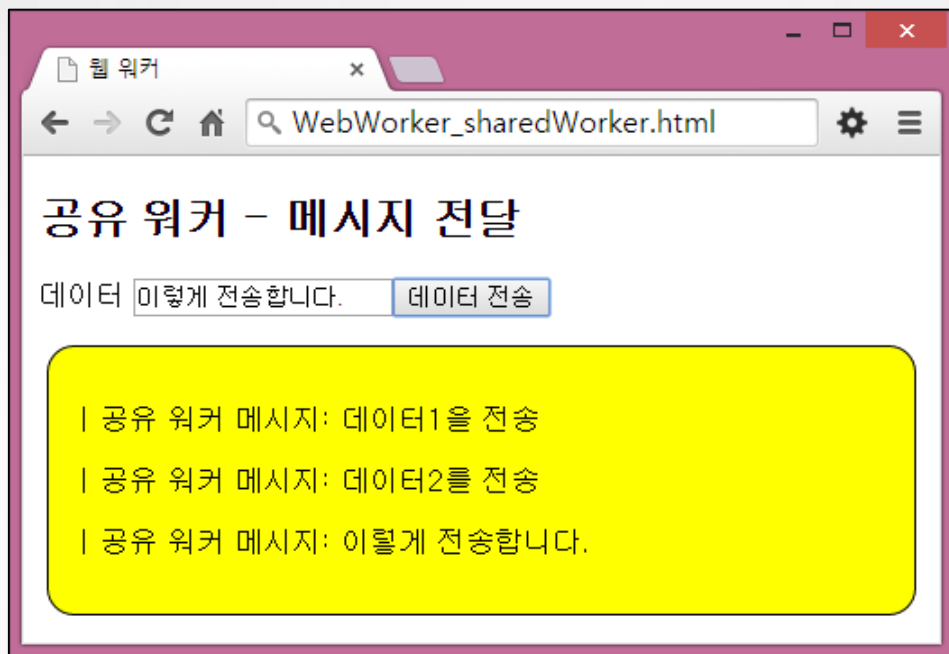 웹 워커
WebWorker_sharedWorker.html
공유 워커 - 메시지 전달
데이터 이렇게 전송합니다. 데이터 전송
| 공유 워커 메시지: 데이터1을 전송
| 공유 워커 메시지: 데이터2를 전송
| 공유 워커 메시지: 이렇게 전송합니다.